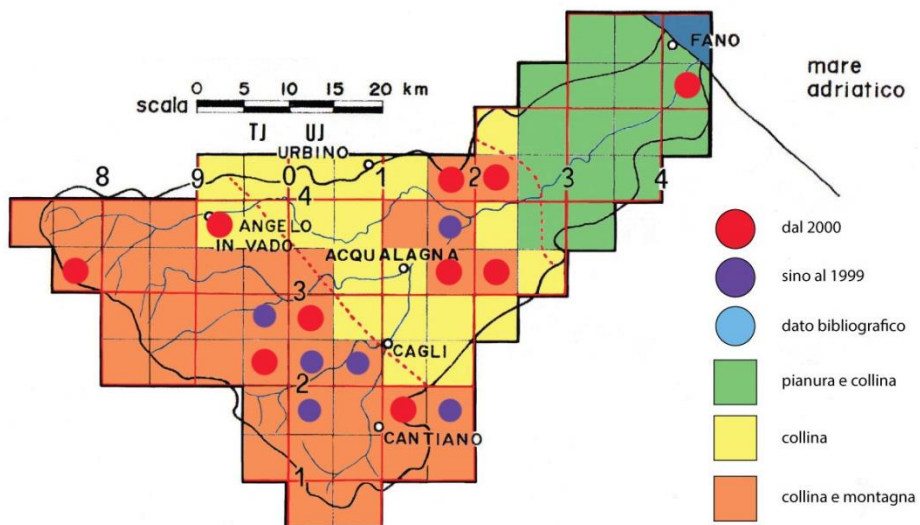 FANO
mare
adriatico
0 5 10 15 20 km
scala
TJ UJ
URBINO
8 9 0 1 2 3 4
4
ANGELO
IN VADO
ACQUALAGNA
3
CAGLI
2
CANTIANO
1
dal 2000
sino al 1999
dato bibliografico
pianura e collina
collina
collina e montagna